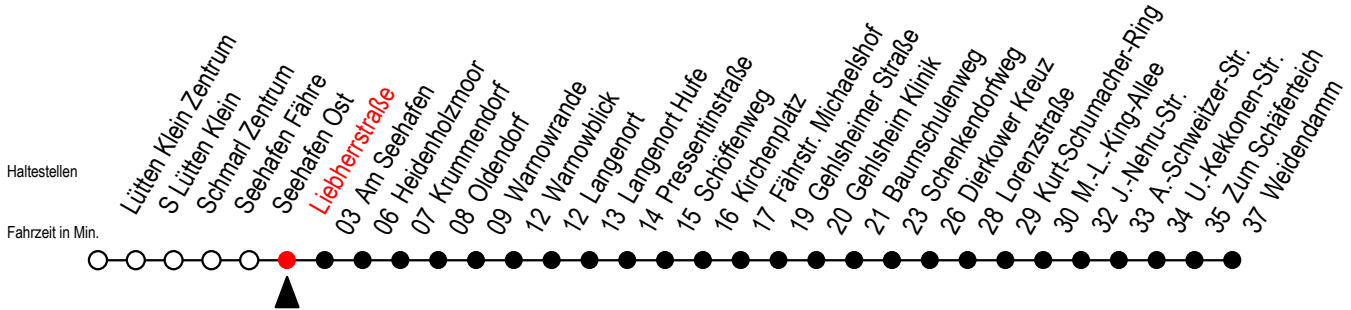 Haltestellen
Fahrzeit in Min.
Lütten Klein Zentrum
S Lütten Klein
Schmarl Zentrum
Seehafen Fähre
Seehafen Ost
Liebherrstraße
03 Am Seehafen
06 Heidenholzmoor
07 Krummendorf
08 Oldendorf
09 Warnowrande
12 Warnowblick
12 Langenort
13 Langenort Hufe
14 Pressentinstraße
15 Schöffenweg
16 Kirchenplatz
17 Fährstr. Michaelshof
19 Gehlsheimer Straße
20 Gehlsheim Klinik
21 Baumschulenweg
23 Schenkendorfweg
26 Dierkower Kreuz
28 Lorenzstraße
29 Kurt-Schumacher-Ring
30 M.-L.-King-Allee
32 J.-Nehru-Str.
33 A.-Schweitzer-Str.
34 U.-Kekkonen-Str.
35 Zum Schäferteich
37 Weidendamm